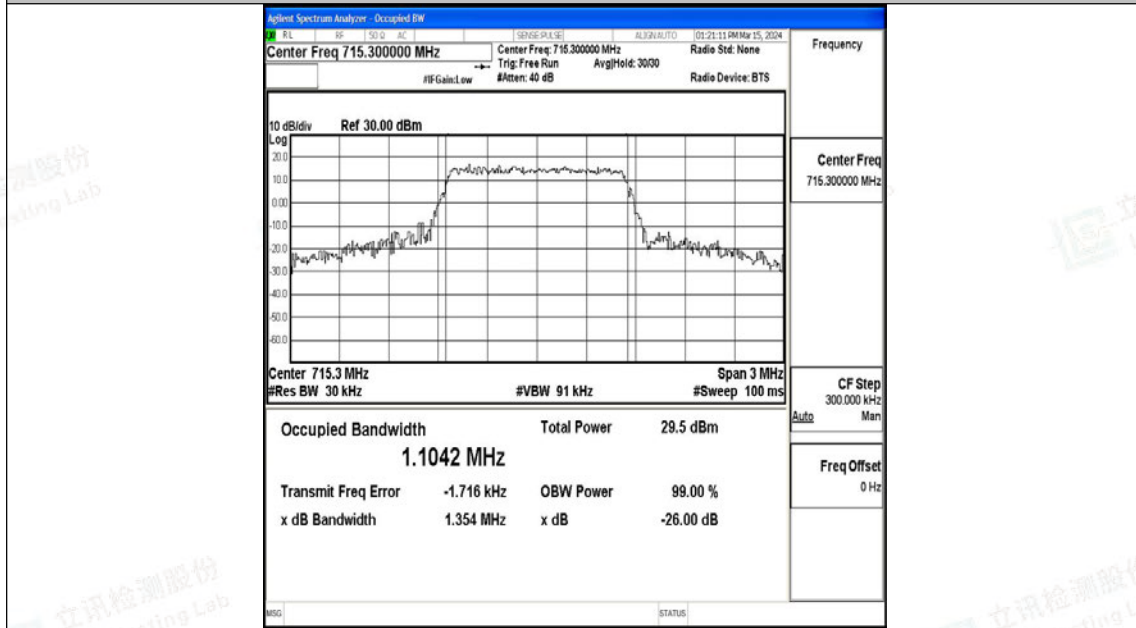 Agilent Spectrum Analyzer - Occupied BW
RL RF 50 Ω AC SENSE:PULSE ALIGNAUTO 01:21:11 PM Mar 15, 2024
Center Freq 715.300000 MHz
Center Freq: 715.300000 MHz
Radio Std: None
Trig: Free Run Avg|Hold: 30/30
#IFGain:Low
#Atten: 40 dB
Radio Device: BTS
Frequency
10 dB/div Ref 30.00 dBm
Log
20.0
10.0
0.00
-10.0
-20.0
-30.0
-40.0
-50.0
-60.0
Center 715.3 MHz Span 3 MHz
#Res BW 30 kHz #VBW 91 kHz #Sweep 100 ms
Center Freq
715.300000 MHz
CF Step
300.000 kHz
Auto Man
Freq Offset
0 Hz
Occupied Bandwidth Total Power 29.5 dBm
1.1042 MHz
Transmit Freq Error -1.716 kHz OBW Power 99.00 %
x dB Bandwidth 1.354 MHz x dB -26.00 dB
MSG STATUS
立讯检测股份